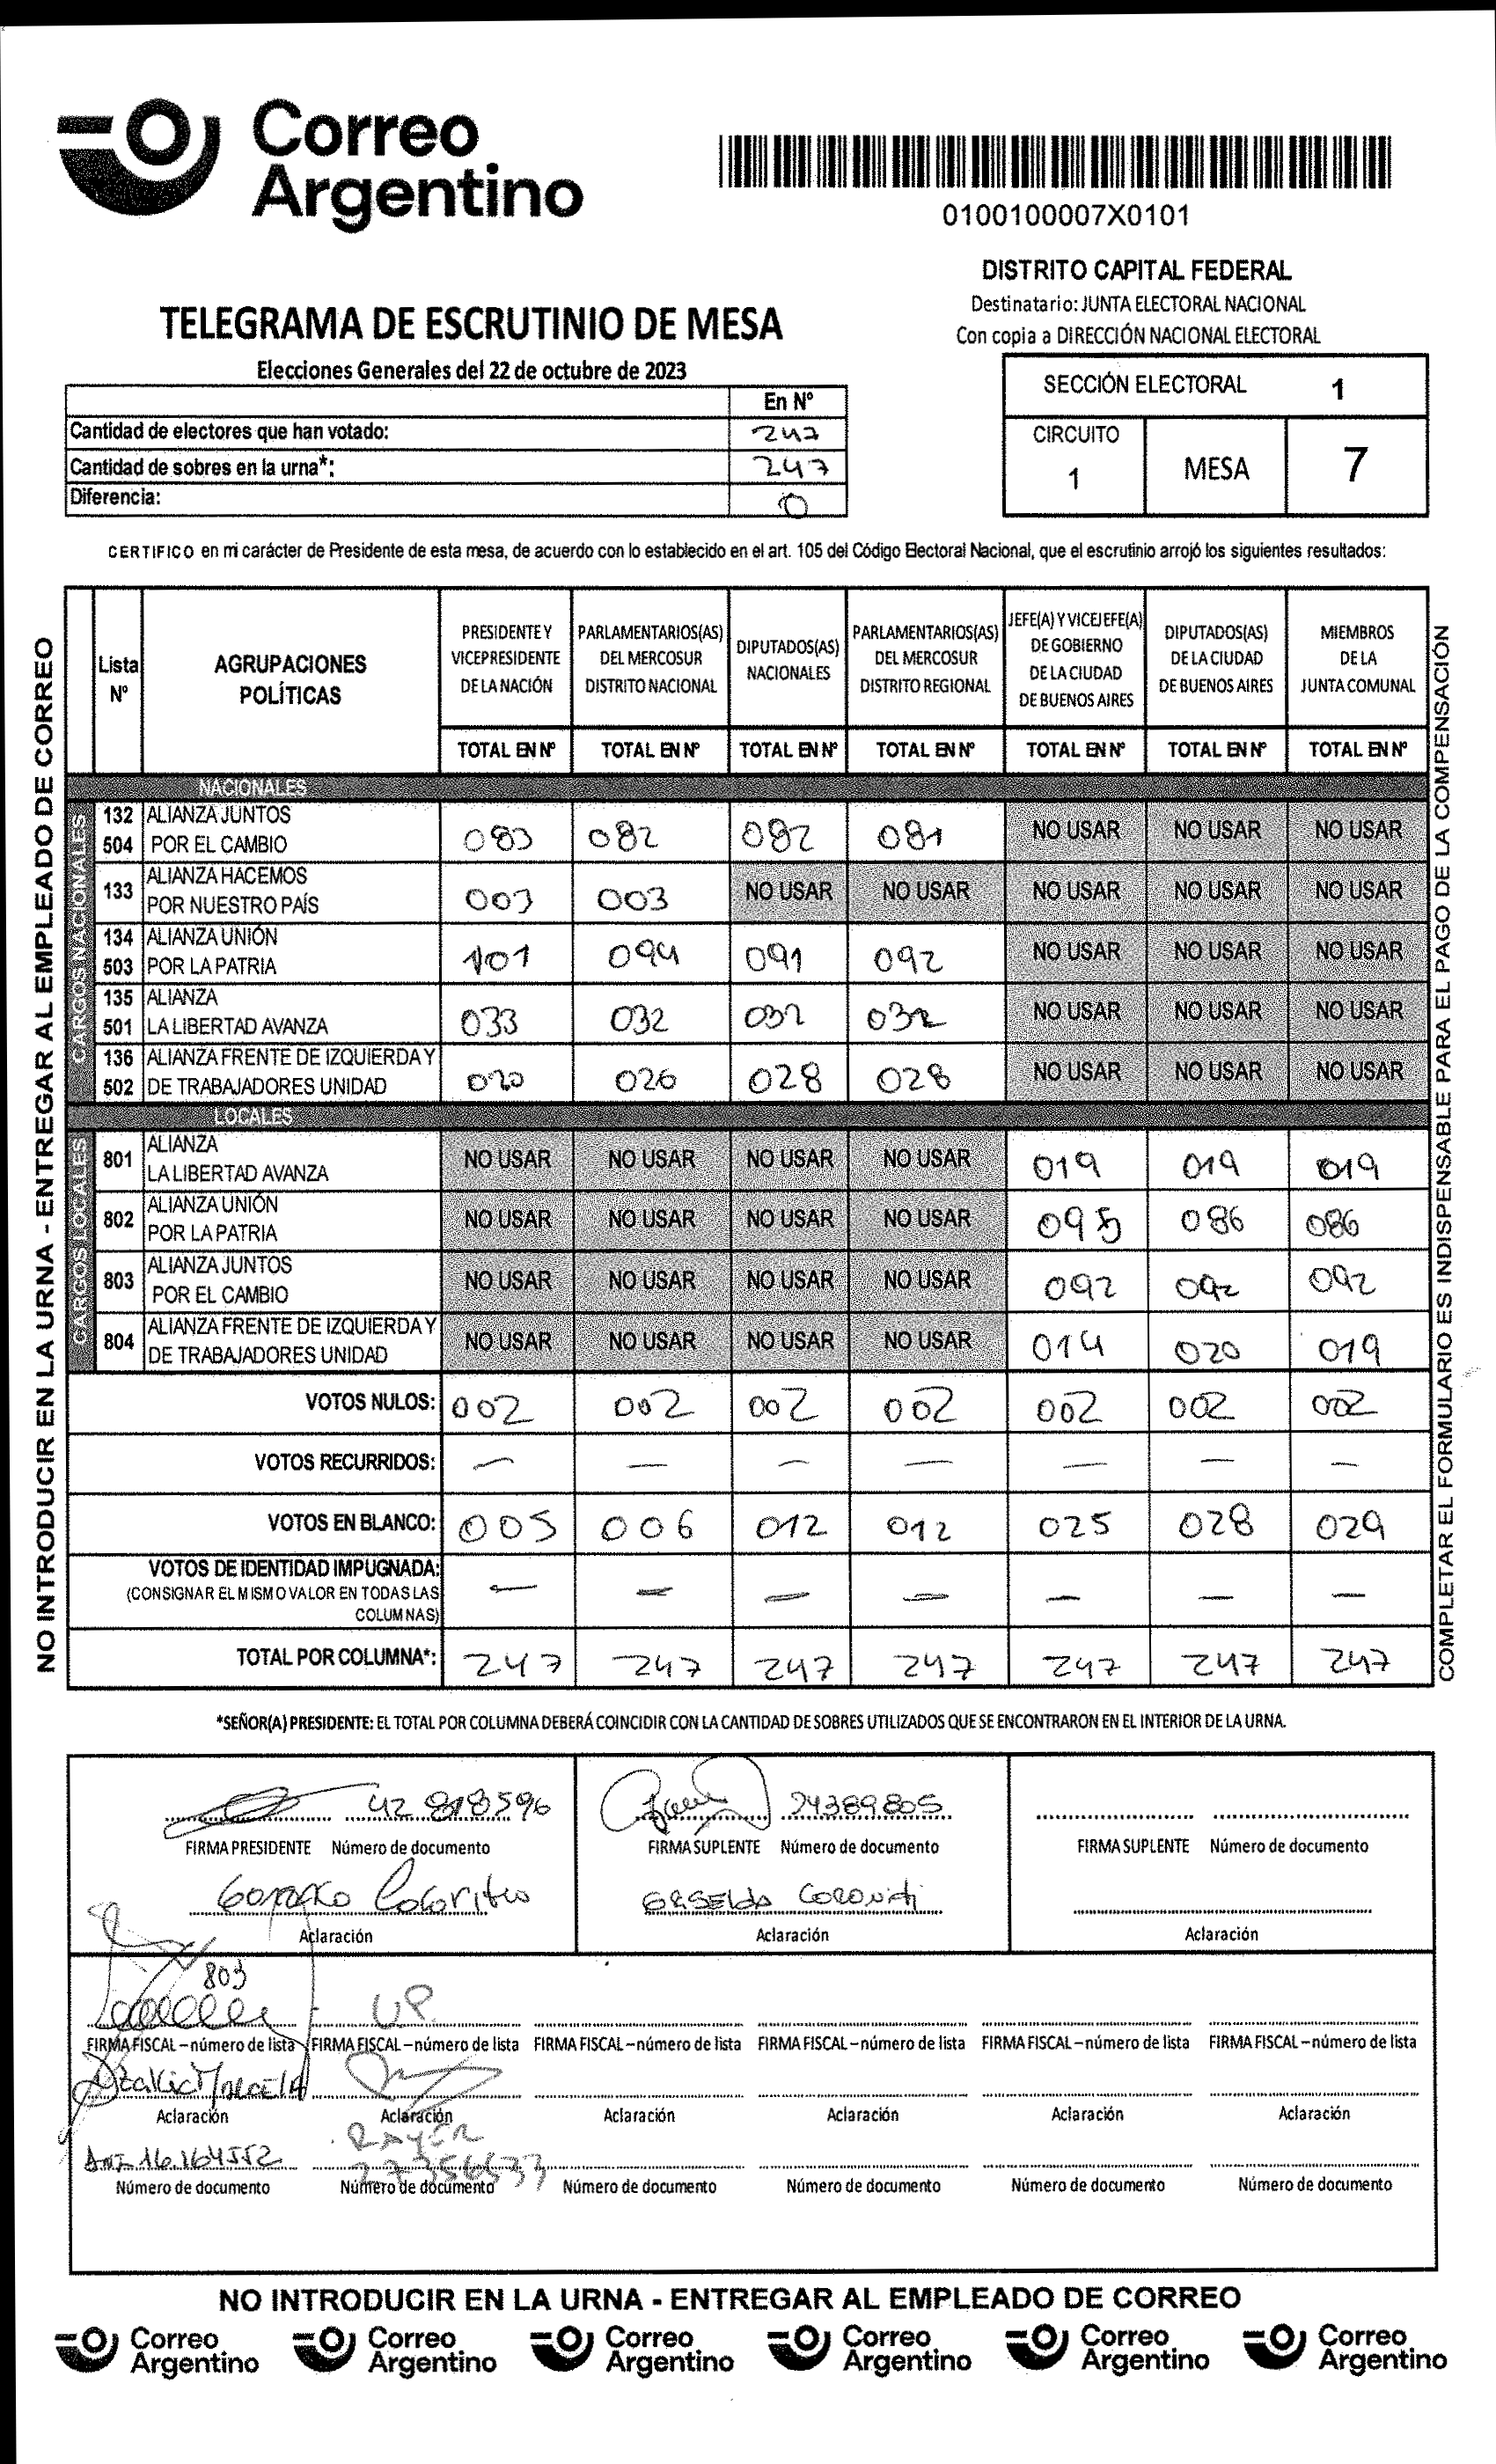 Correo
Argentino
0100100007X0101
DISTRITO CAPITAL FEDERAL
Destinatario: JUNTA ELECTORAL NACIONAL
Con copia a DIRECCIÓN NACIONAL ELECTORAL
TELEGRAMA DE ESCRUTINIO DE MESA
Elecciones Generales del 22 de octubre de 2023
En Nº
Cantidad de electores que han votado: 247
Cantidad de sobres en la urna*: 247
Diferencia: 0
SECCIÓN ELECTORAL 1
CIRCUITO 1 MESA 7
CERTIFICO en mi carácter de Presidente de esta mesa, de acuerdo con lo establecido en el art. 105 del Código Electoral Nacional, que el escrutinio arrojó los siguientes resultados:
NO INTRODUCIR EN LA URNA - ENTREGAR AL EMPLEADO DE CORREO
Lista Nº
AGRUPACIONES POLÍTICAS
PRESIDENTE Y VICEPRESIDENTE DE LA NACIÓN
PARLAMENTARIOS(AS) DEL MERCOSUR DISTRITO NACIONAL
DIPUTADOS(AS) NACIONALES
PARLAMENTARIOS(AS) DEL MERCOSUR DISTRITO REGIONAL
JEFE(A) Y VICEJEFE(A) DE GOBIERNO DE LA CIUDAD DE BUENOS AIRES
DIPUTADOS(AS) DE LA CIUDAD DE BUENOS AIRES
MIEMBROS DE LA JUNTA COMUNAL
TOTAL EN Nº TOTAL EN Nº TOTAL EN Nº TOTAL EN Nº TOTAL EN Nº TOTAL EN Nº TOTAL EN Nº
NACIONALES
CARGOS NACIONALES
132 504 ALIANZA JUNTOS POR EL CAMBIO 083 082 082 081 NO USAR NO USAR NO USAR
133 ALIANZA HACEMOS POR NUESTRO PAÍS 003 003 NO USAR NO USAR NO USAR NO USAR NO USAR
134 503 ALIANZA UNIÓN POR LA PATRIA 101 094 091 092 NO USAR NO USAR NO USAR
135 501 ALIANZA LA LIBERTAD AVANZA 033 032 032 032 NO USAR NO USAR NO USAR
136 502 ALIANZA FRENTE DE IZQUIERDA Y DE TRABAJADORES UNIDAD 020 028 028 028 NO USAR NO USAR NO USAR
LOCALES
CARGOS LOCALES
801 ALIANZA LA LIBERTAD AVANZA NO USAR NO USAR NO USAR NO USAR 019 019 019
802 ALIANZA UNIÓN POR LA PATRIA NO USAR NO USAR NO USAR NO USAR 095 086 086
803 ALIANZA JUNTOS POR EL CAMBIO NO USAR NO USAR NO USAR NO USAR 092 092 092
804 ALIANZA FRENTE DE IZQUIERDA Y DE TRABAJADORES UNIDAD NO USAR NO USAR NO USAR NO USAR 014 020 019
VOTOS NULOS: 002 002 002 002 002 002 002
VOTOS RECURRIDOS: — — — — — — —
VOTOS EN BLANCO: 005 006 012 012 025 028 029
VOTOS DE IDENTIDAD IMPUGNADA: — — — — — — —
(CONSIGNAR EL MISMO VALOR EN TODAS LAS COLUMNAS)
TOTAL POR COLUMNA*: 247 247 247 247 247 247 247
COMPLETAR EL FORMULARIO ES INDISPENSABLE PARA EL PAGO DE LA COMPENSACIÓN
*SEÑOR(A) PRESIDENTE: EL TOTAL POR COLUMNA DEBERÁ COINCIDIR CON LA CANTIDAD DE SOBRES UTILIZADOS QUE SE ENCONTRARON EN EL INTERIOR DE LA URNA.
42 818596 24389805
FIRMA PRESIDENTE Número de documento FIRMA SUPLENTE Número de documento FIRMA SUPLENTE Número de documento
Aclaración Aclaración Aclaración
803
UP.
FIRMA FISCAL – número de lista FIRMA FISCAL – número de lista FIRMA FISCAL – número de lista FIRMA FISCAL – número de lista FIRMA FISCAL – número de lista FIRMA FISCAL – número de lista
Aclaración Aclaración Aclaración Aclaración Aclaración Aclaración
16.164552 27356533
Número de documento Número de documento Número de documento Número de documento Número de documento Número de documento
NO INTRODUCIR EN LA URNA - ENTREGAR AL EMPLEADO DE CORREO
Correo Argentino Correo Argentino Correo Argentino Correo Argentino Correo Argentino Correo Argentino